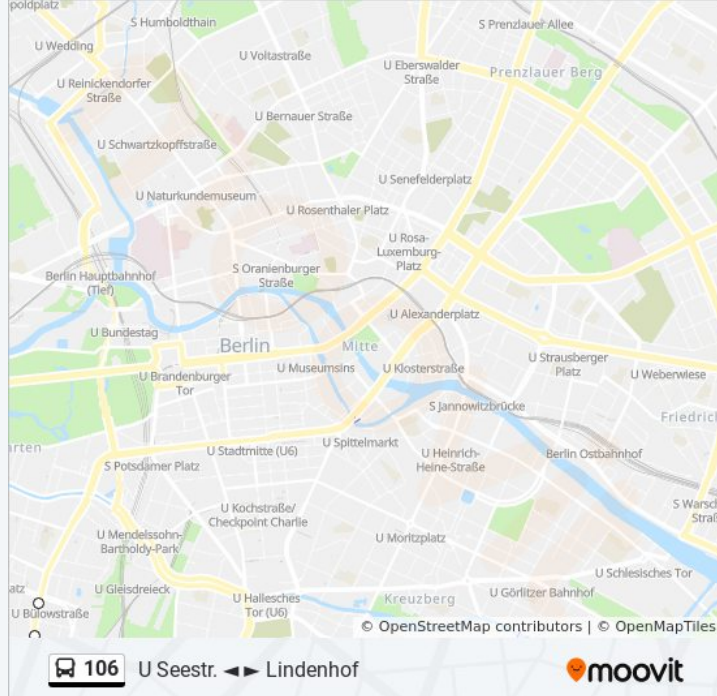 poldplatz
S Humboldthain
S Prenzlauer Allee
U Wedding
U Voltastraße
U Eberswalder
Straße
Prenzlauer Berg
U Reinickendorfer
Straße
U Bernauer Straße
U Schwartzkopffstraße
U Senefelderplatz
U Naturkundemuseum
U Rosenthaler Platz
U Rosa-
Luxemburg-
Platz
S Oranienburger
Straße
Berlin Hauptbahnhof
(Tief)
U Alexanderplatz
U Bundestag
Berlin
Mitte
U Strausberger
Platz
U Museumsins
U Klosterstraße
U Weberwiese
U Brandenburger
Tor
S Jannowitzbrücke
Friedric
arten
U Spittelmarkt
U Stadtmitte (U6)
U Heinrich-
Heine-Straße
Berlin Ostbahnhof
S Potsdamer Platz
S Warsc
Straß
U Kochstraße/
Checkpoint Charlie
U Mendelssohn-
Bartholdy-Park
U Moritzplatz
U Schlesisches Tor
atz
U Gleisdreieck
U Görlitzer Bahnhof
U Hallesches
Tor (U6)
Kreuzberg
U Bülowstraße
© OpenStreetMap contributors | © OpenMapTiles
106 U Seestr. ◄► Lindenhof
moovit